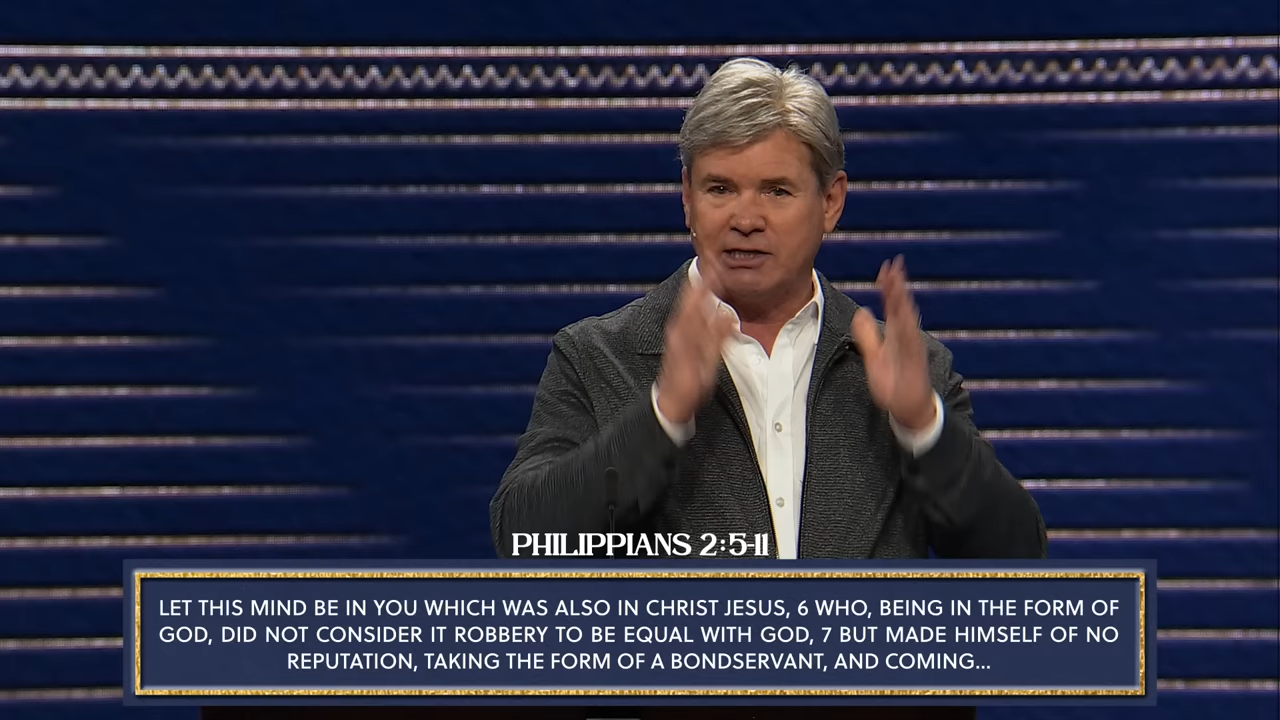 PHILIPPIANS 2:5-11
LET THIS MIND BE IN YOU WHICH WAS ALSO IN CHRIST JESUS, 6 WHO, BEING IN THE FORM OF
GOD, DID NOT CONSIDER IT ROBBERY TO BE EQUAL WITH GOD, 7 BUT MADE HIMSELF OF NO
REPUTATION, TAKING THE FORM OF A BONDSERVANT, AND COMING...